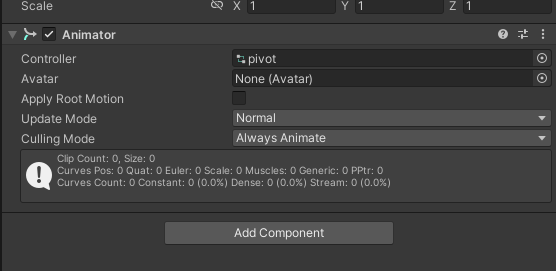 Scale X 1 Y 1 Z 1
Animator
Controller pivot
Avatar None (Avatar)
Apply Root Motion
Update Mode Normal
Culling Mode Always Animate
Clip Count: 0, Size: 0
Curves Pos: 0 Quat: 0 Euler: 0 Scale: 0 Muscles: 0 Generic: 0 PPtr: 0
Curves Count: 0 Constant: 0 (0.0%) Dense: 0 (0.0%) Stream: 0 (0.0%)
Add Component